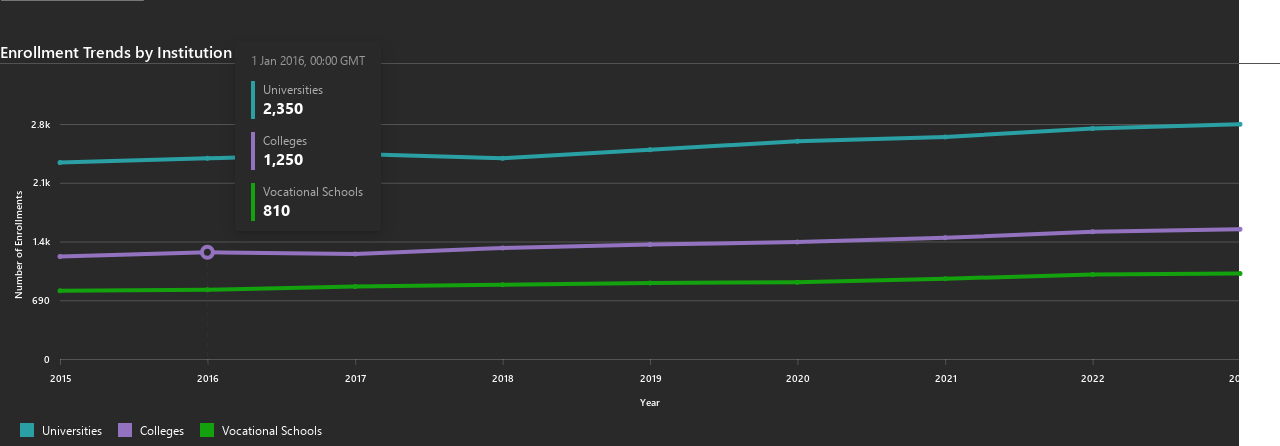 Enrollment Trends by Institution
1 Jan 2016, 00:00 GMT
Universities
2,350
Colleges
1,250
Vocational Schools
810
Number of Enrollments
2.8k
2.1k
1.4k
690
0
2015 2016 2017 2018 2019 2020 2021 2022 20
Year
Universities Colleges Vocational Schools